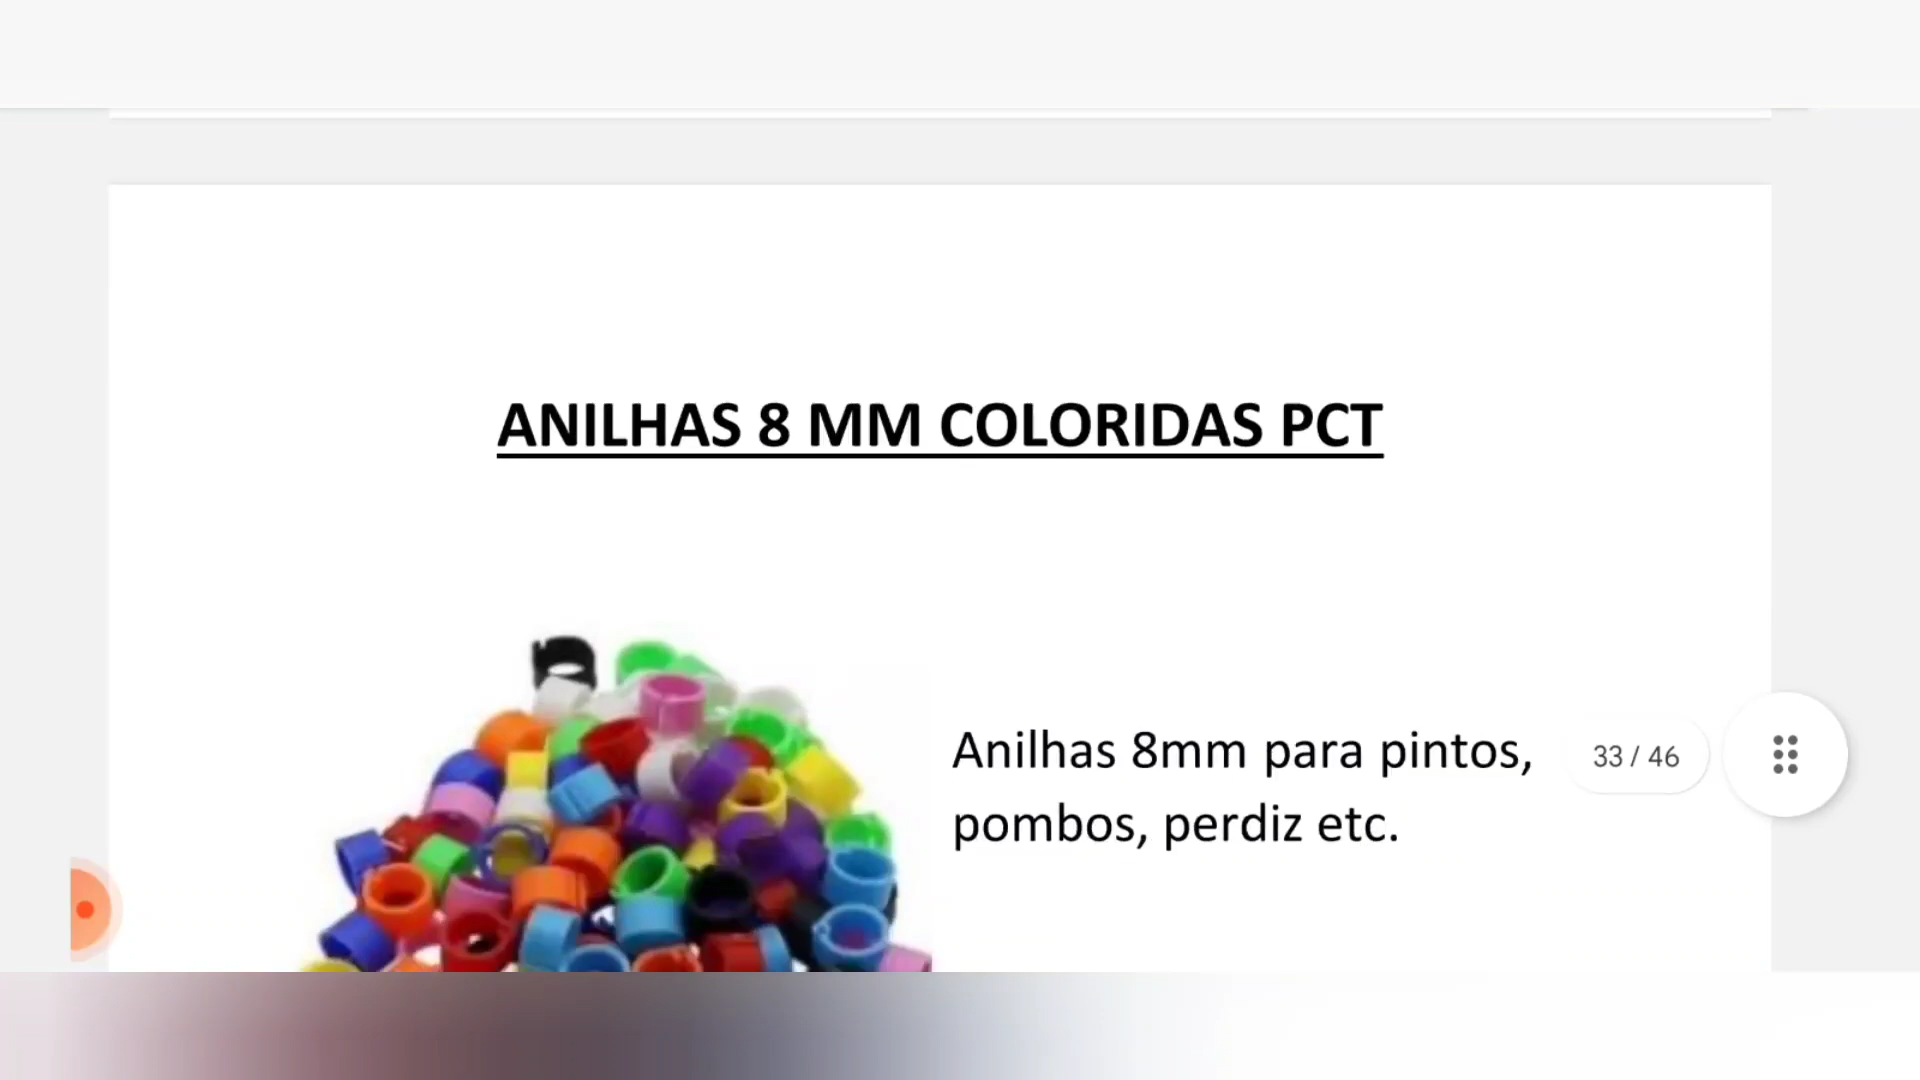 ANILHAS 8 MM COLORIDAS PCT
Anilhas 8mm para pintos,
pombos, perdiz etc.
33 / 46